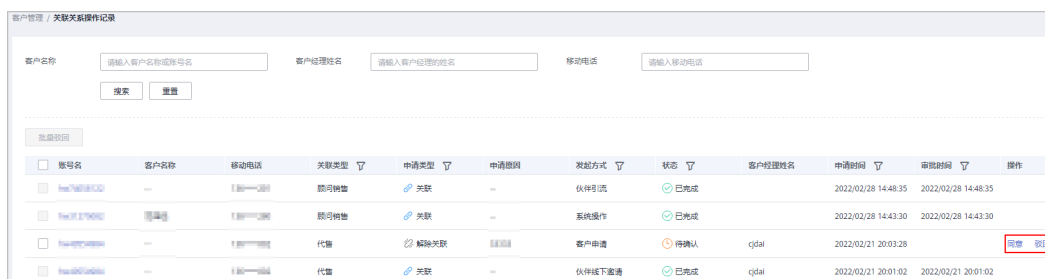 客户管理 / 关联关系操作记录
客户名称 请输入客户名称或账号名 客户经理姓名 请输入客户经理的姓名 移动电话 请输入移动电话
搜索 重置
批量驳回
账号名 客户名称 移动电话 关联类型 申请类型 申请原因 发起方式 状态 客户经理姓名 申请时间 审批时间 操作
-- 顾问销售 关联 -- 伙伴引流 已完成 2022/02/28 14:48:35 2022/02/28 14:48:35
顾问销售 关联 -- 系统操作 已完成 2022/02/28 14:43:30 2022/02/28 14:43:30
-- 代售 解除关联 客户申请 待确认 cjdai 2022/02/21 20:03:28 同意 驳回
-- 代售 关联 -- 伙伴线下邀请 已完成 cjdai 2022/02/21 20:01:02 2022/02/21 20:01:02